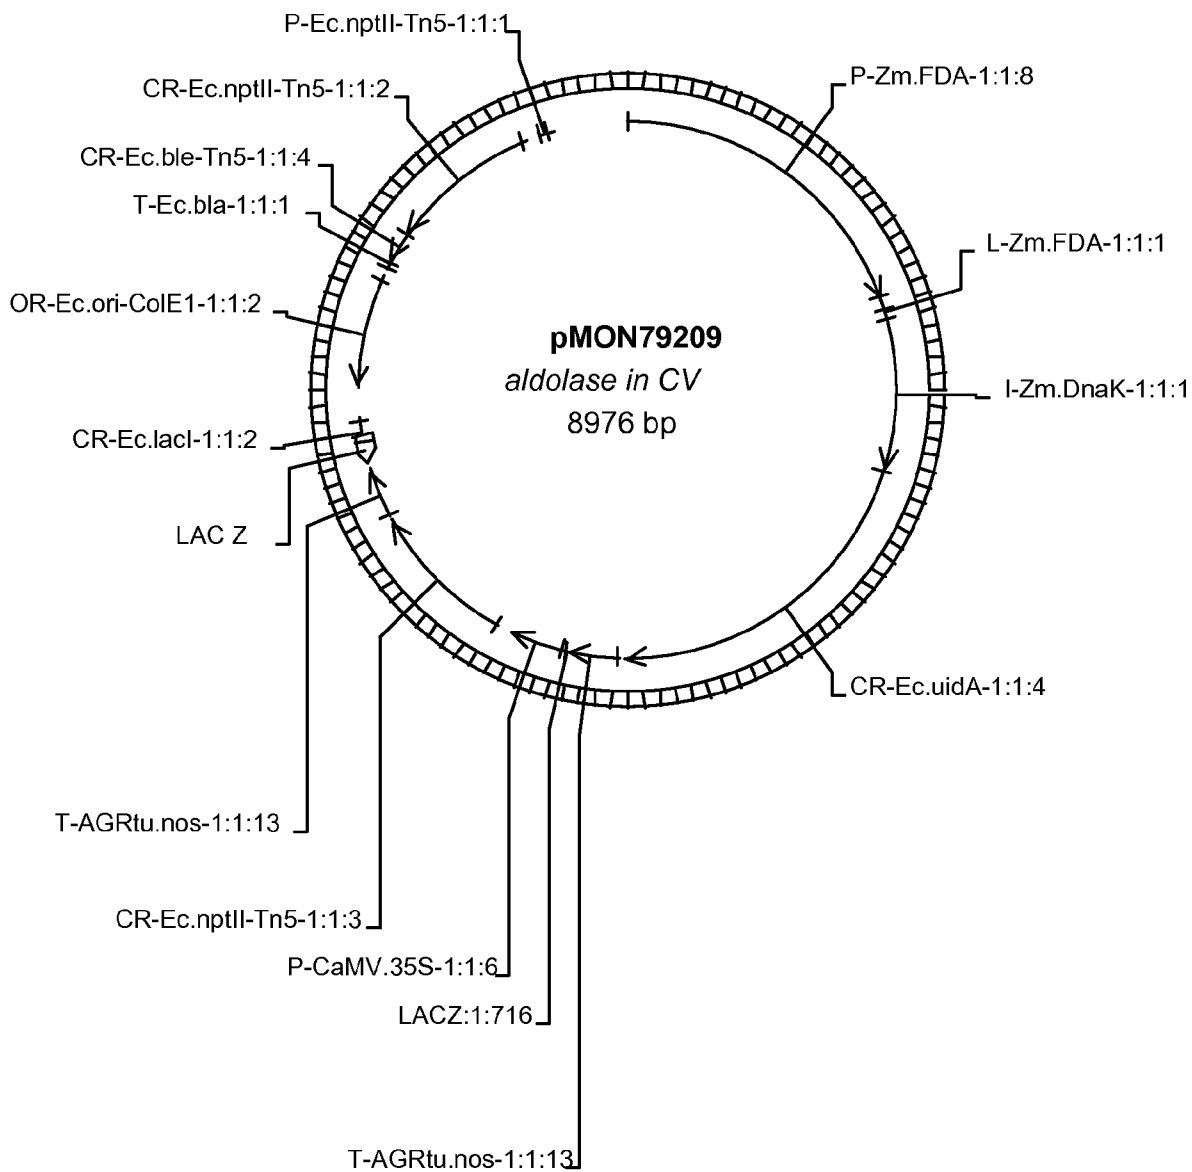 P-Ec.nptII-Tn5-1:1:1
P-Zm.FDA-1:1:8
CR-Ec.nptII-Tn5-1:1:2
CR-Ec.ble-Tn5-1:1:4
T-Ec.bla-1:1:1
L-Zm.FDA-1:1:1
OR-Ec.ori-ColE1-1:1:2
pMON79209
aldolase in CV
8976 bp
I-Zm.DnaK-1:1:1
CR-Ec.lacI-1:1:2
LAC Z
CR-Ec.uidA-1:1:4
T-AGRtu.nos-1:1:13
CR-Ec.nptII-Tn5-1:1:3
P-CaMV.35S-1:1:6
LACZ:1:716
T-AGRtu.nos-1:1:13